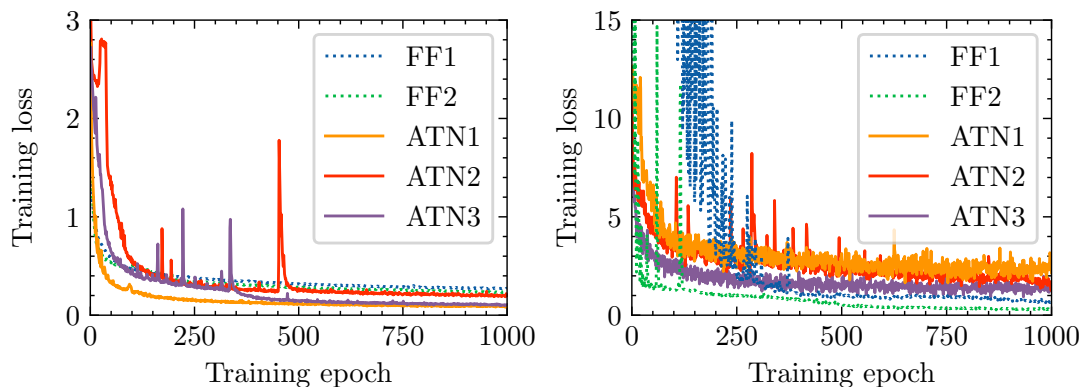 3
2
1
0
0
250
500
750
1000
Training loss
Training epoch
FF1
FF2
ATN1
ATN2
ATN3
15
10
5
0
0
250
500
750
1000
Training loss
Training epoch
FF1
FF2
ATN1
ATN2
ATN3